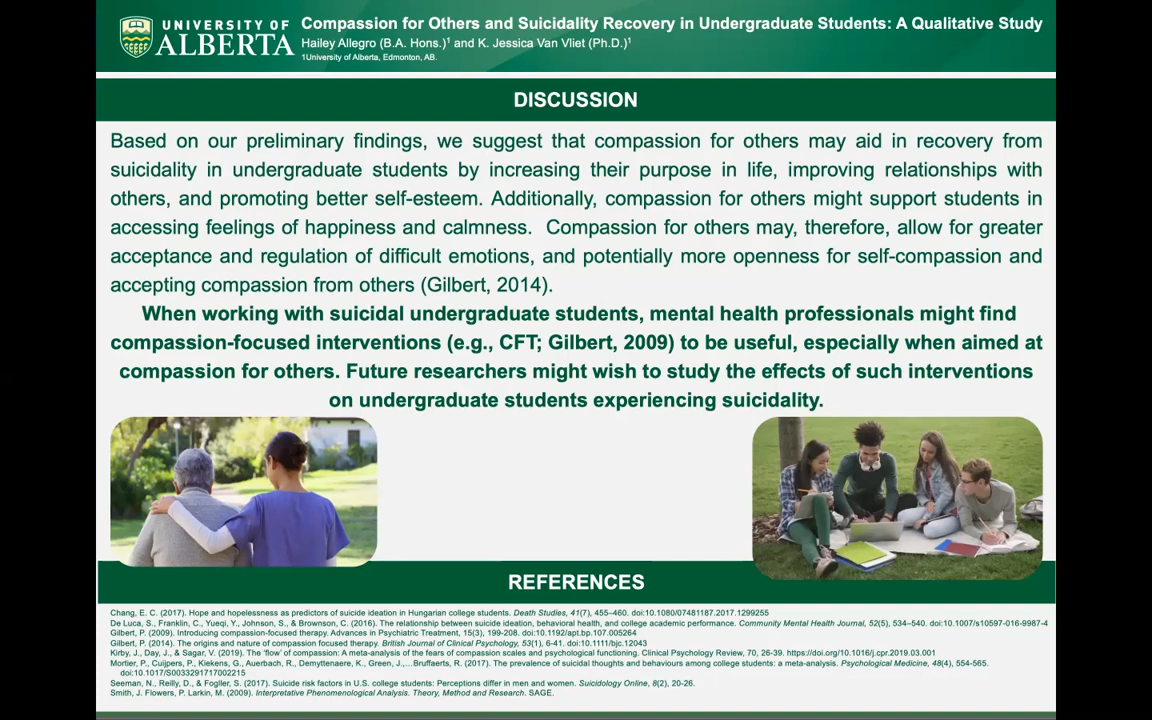 UNIVERSITY OF
ALBERTA
Compassion for Others and Suicidality Recovery in Undergraduate Students: A Qualitative Study
Hailey Allegro (B.A. Hons.)¹ and K. Jessica Van Vliet (Ph.D.)¹
1University of Alberta, Edmonton, AB.
DISCUSSION
Based on our preliminary findings, we suggest that compassion for others may aid in recovery from
suicidality in undergraduate students by increasing their purpose in life, improving relationships with
others, and promoting better self-esteem. Additionally, compassion for others might support students in
accessing feelings of happiness and calmness. Compassion for others may, therefore, allow for greater
acceptance and regulation of difficult emotions, and potentially more openness for self-compassion and
accepting compassion from others (Gilbert, 2014).
When working with suicidal undergraduate students, mental health professionals might find
compassion-focused interventions (e.g., CFT; Gilbert, 2009) to be useful, especially when aimed at
compassion for others. Future researchers might wish to study the effects of such interventions
on undergraduate students experiencing suicidality.
REFERENCES
Chang, E. C. (2017). Hope and hopelessness as predictors of suicide ideation in Hungarian college students. Death Studies, 41(7), 455–460. doi:10.1080/07481187.2017.1299255
De Luca, S., Franklin, C., Yueqi, Y., Johnson, S., & Brownson, C. (2016). The relationship between suicide ideation, behavioral health, and college academic performance. Community Mental Health Journal, 52(5), 534–540. doi:10.1007/s10597-016-9987-4
Gilbert, P. (2009). Introducing compassion-focused therapy. Advances in Psychiatric Treatment, 15(3), 199-208. doi:10.1192/apt.bp.107.005264
Gilbert, P. (2014). The origins and nature of compassion focused therapy. British Journal of Clinical Psychology, 53(1), 6-41. doi:10.1111/bjc.12043
Kirby, J., Day, J., & Sagar, V. (2019). The 'flow' of compassion: A meta-analysis of the fears of compassion scales and psychological functioning. Clinical Psychology Review, 70, 26-39. https://doi.org/10.1016/j.cpr.2019.03.001
Mortier, P., Cuijpers, P., Kiekens, G., Auerbach, R., Demyttenaere, K., Green, J.,…Bruffaerts, R. (2017). The prevalence of suicidal thoughts and behaviours among college students: a meta-analysis. Psychological Medicine, 48(4), 554-565.
doi:10.1017/S0033291717002215
Seeman, N., Reilly, D., & Fogller, S. (2017). Suicide risk factors in U.S. college students: Perceptions differ in men and women. Suicidology Online, 8(2), 20-26.
Smith, J. Flowers, P. Larkin, M. (2009). Interpretive Phenomenological Analysis. Theory, Method and Research. SAGE.